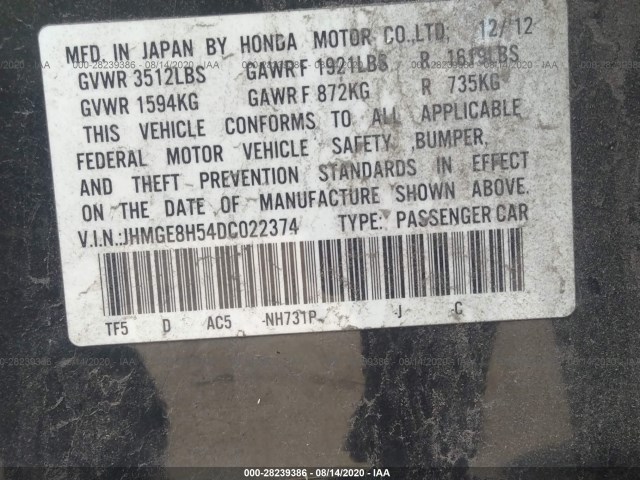 MFD. IN JAPAN BY HONDA MOTOR CO.,LTD. 12/12
GVWR 3512LBS GAWR F 1921LBS R 1619LBS
GVWR 1594KG GAWR F 872KG R 735KG
THIS VEHICLE CONFORMS TO ALL APPLICABLE
FEDERAL MOTOR VEHICLE SAFETY, BUMPER,
AND THEFT PREVENTION STANDARDS IN EFFECT
ON THE DATE OF MANUFACTURE SHOWN ABOVE.
V.I.N.:JHMGE8H54DC022374 TYPE: PASSENGER CAR
TF5 D AC5 -NH731P- -J -C
000-28239386 - 08/14/2020 - IAA